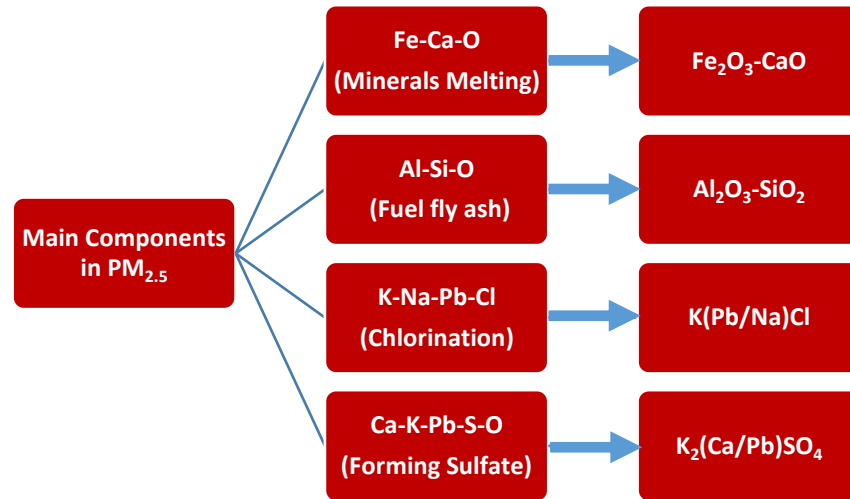 Main Components
in PM₂.₅
Fe-Ca-O
(Minerals Melting)
Fe₂O₃-CaO
Al-Si-O
(Fuel fly ash)
Al₂O₃-SiO₂
K-Na-Pb-Cl
(Chlorination)
K(Pb/Na)Cl
Ca-K-Pb-S-O
(Forming Sulfate)
K₂(Ca/Pb)SO₄